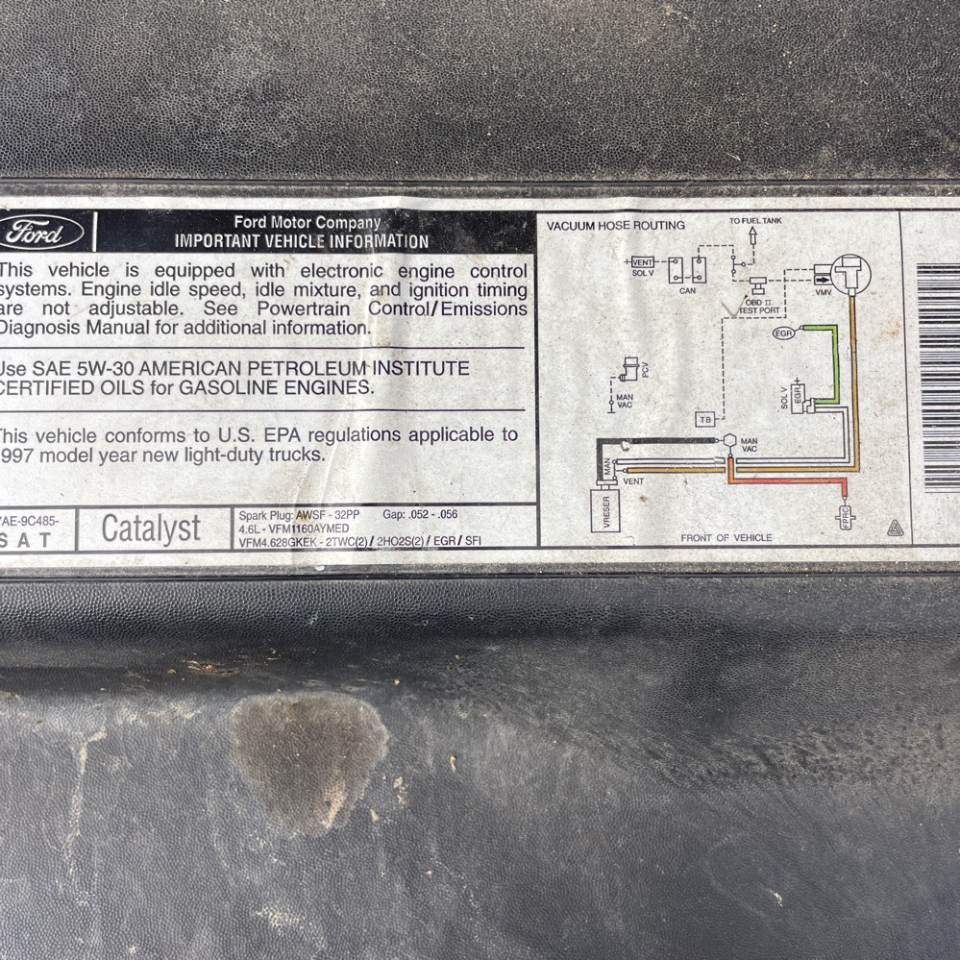 Ford
Ford Motor Company
IMPORTANT VEHICLE INFORMATION
This vehicle is equipped with electronic engine control
systems. Engine idle speed, idle mixture, and ignition timing
are not adjustable. See Powertrain Control/Emissions
Diagnosis Manual for additional information.
Use SAE 5W-30 AMERICAN PETROLEUM INSTITUTE
CERTIFIED OILS for GASOLINE ENGINES.
This vehicle conforms to U.S. EPA regulations applicable to
997 model year new light-duty trucks.
7AE-9C485-
SAT
Catalyst
Spark Plug: AWSF - 32PP Gap: .052 - .056
4.6L - VFM1160AYMED
VFM4.628GKEK - 2TWC(2) / 2HO2S(2) / EGR / SFI
VACUUM HOSE ROUTING
TO FUEL TANK
VENT
SOL V
CAN
OBD II
TEST PORT
VMV
EGR
PCV
MAN
VAC
SOL V
EGR
TB
MAN
VAC
MAN
VENT
VRESER
FPRC
FRONT OF VEHICLE